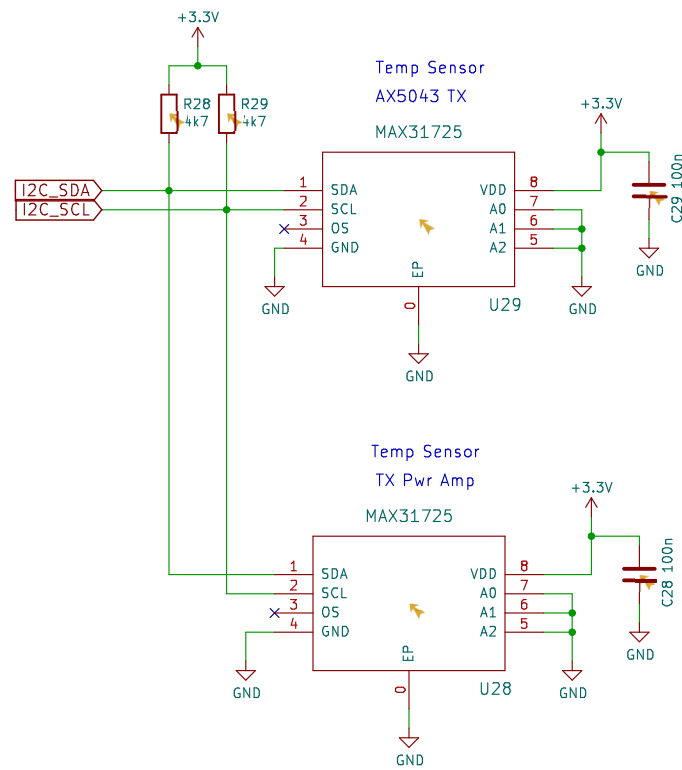 +3.3V
R28
4k7
R29
4k7
Temp Sensor
AX5043 TX
MAX31725
+3.3V
C29 100n
I2C_SDA
I2C_SCL
1 SDA
2 SCL
3 OS
4 GND
VDD 8
A0 7
A1 6
A2 5
EP
0
U29
GND
GND
GND
GND
Temp Sensor
TX Pwr Amp
MAX31725
+3.3V
C28 100n
1 SDA
2 SCL
3 OS
4 GND
VDD 8
A0 7
A1 6
A2 5
EP
0
U28
GND
GND
GND
GND